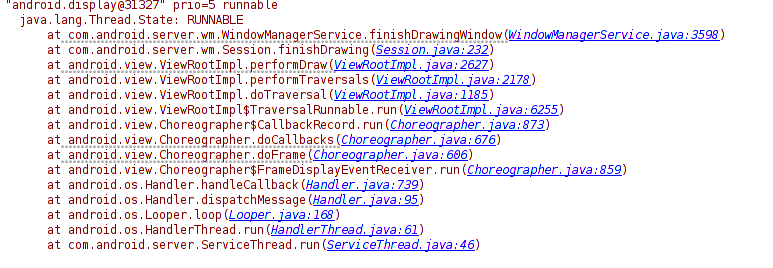 "android.display@31327" prio=5 runnable
java.lang.Thread.State: RUNNABLE
at com.android.server.wm.WindowManagerService.finishDrawingWindow(WindowManagerService.java:3598)
at com.android.server.wm.Session.finishDrawing(Session.java:232)
at android.view.ViewRootImpl.performDraw(ViewRootImpl.java:2627)
at android.view.ViewRootImpl.performTraversals(ViewRootImpl.java:2178)
at android.view.ViewRootImpl.doTraversal(ViewRootImpl.java:1185)
at android.view.ViewRootImpl$TraversalRunnable.run(ViewRootImpl.java:6255)
at android.view.Choreographer$CallbackRecord.run(Choreographer.java:873)
at android.view.Choreographer.doCallbacks(Choreographer.java:676)
at android.view.Choreographer.doFrame(Choreographer.java:606)
at android.view.Choreographer$FrameDisplayEventReceiver.run(Choreographer.java:859)
at android.os.Handler.handleCallback(Handler.java:739)
at android.os.Handler.dispatchMessage(Handler.java:95)
at android.os.Looper.loop(Looper.java:168)
at android.os.HandlerThread.run(HandlerThread.java:61)
at com.android.server.ServiceThread.run(ServiceThread.java:46)